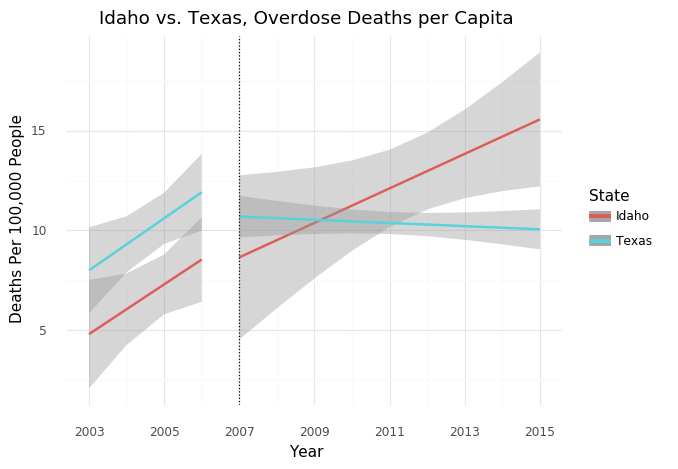 Idaho vs. Texas, Overdose Deaths per Capita
Deaths Per 100,000 People
15
10
5
2003 2005 2007 2009 2011 2013 2015
Year
State
Idaho
Texas